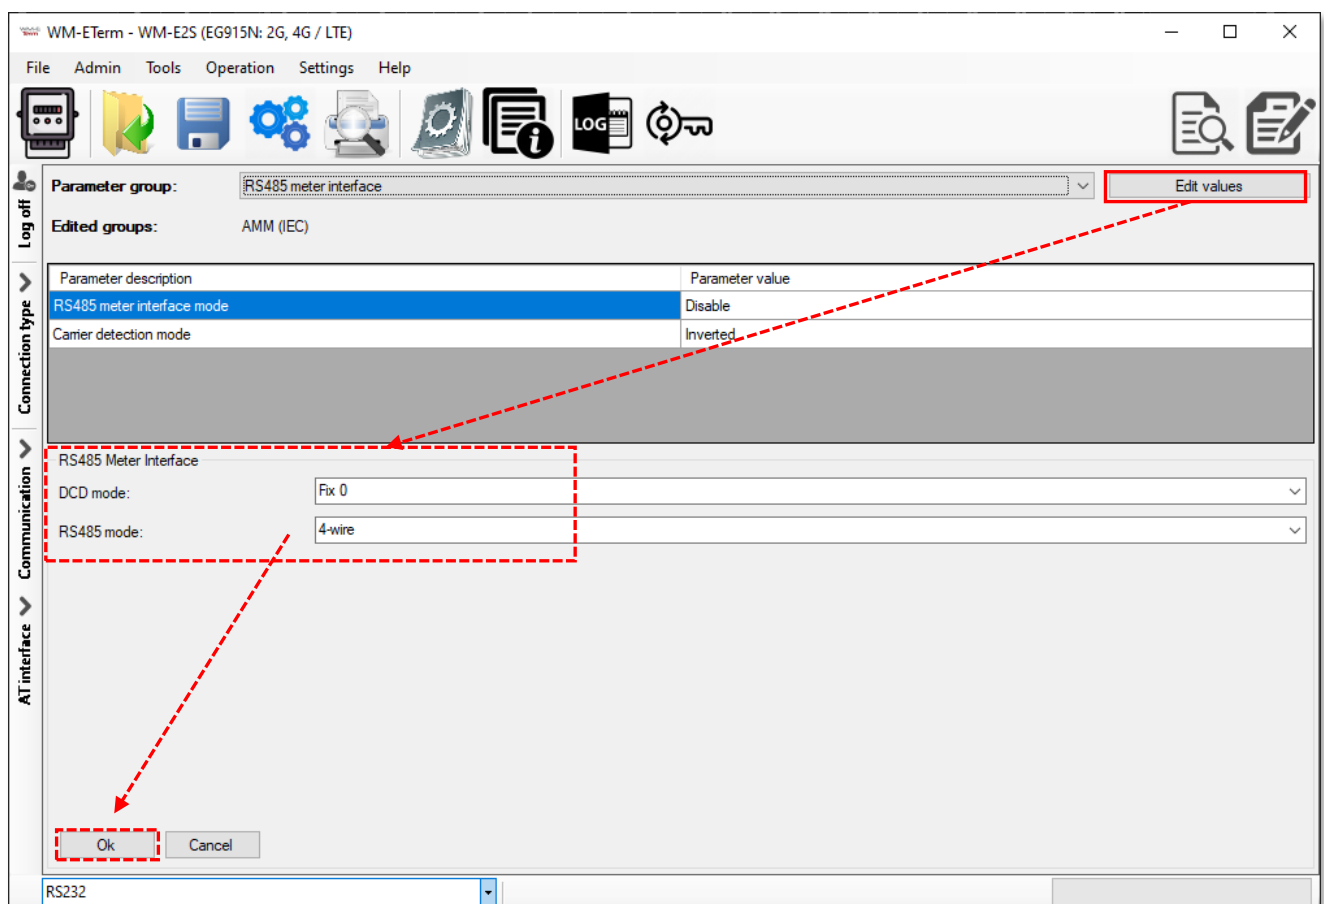 WM-ETerm - WM-E2S (EG915N: 2G, 4G / LTE)
File Admin Tools Operation Settings Help
LOG
Log off
Connection type
Communication
AT interface
Parameter group: RS485 meter interface Edit values
Edited groups: AMM (IEC)
Parameter description Parameter value
RS485 meter interface mode Disable
Carrier detection mode Inverted
RS485 Meter Interface
DCD mode: Fix 0
RS485 mode: 4-wire
Ok Cancel
RS232